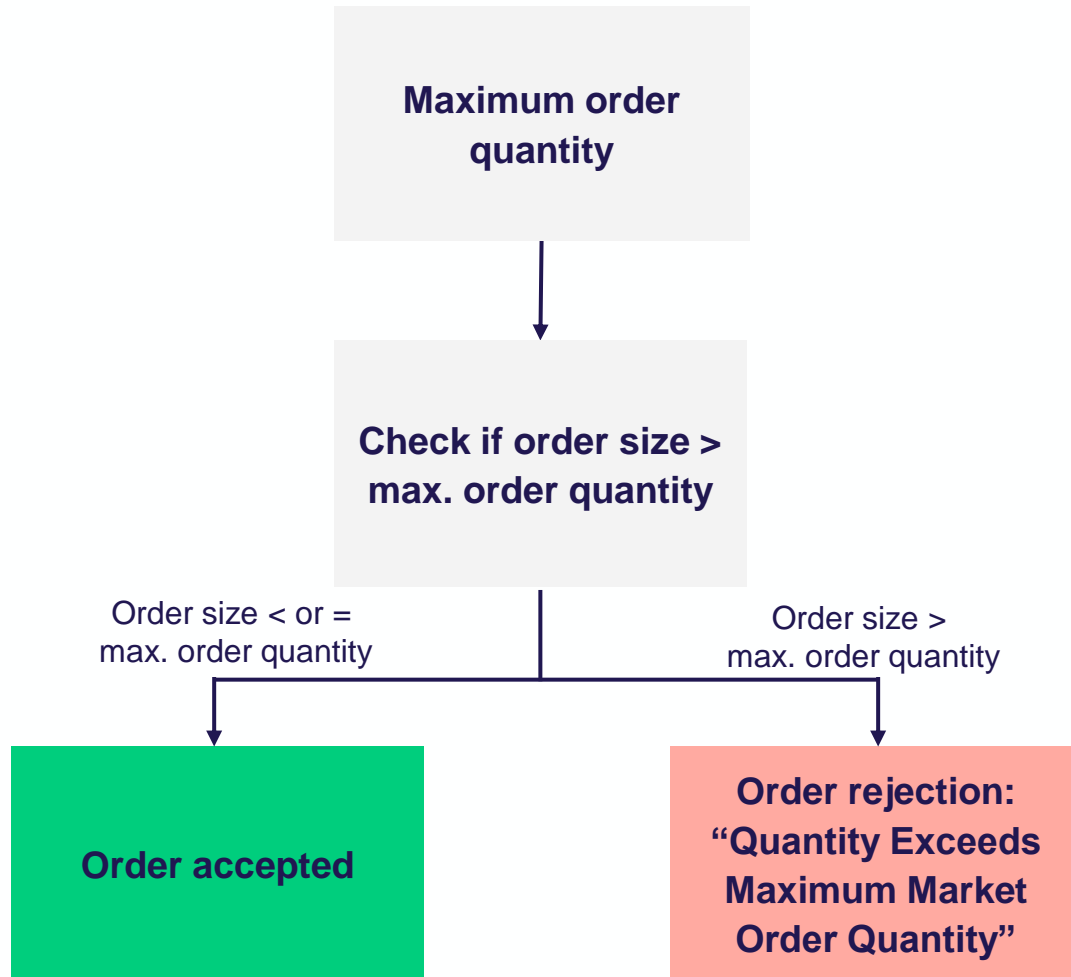 Maximum order
quantity
Check if order size >
max. order quantity
Order size < or =
max. order quantity
Order size >
max. order quantity
Order accepted
Order rejection:
“Quantity Exceeds
Maximum Market
Order Quantity”